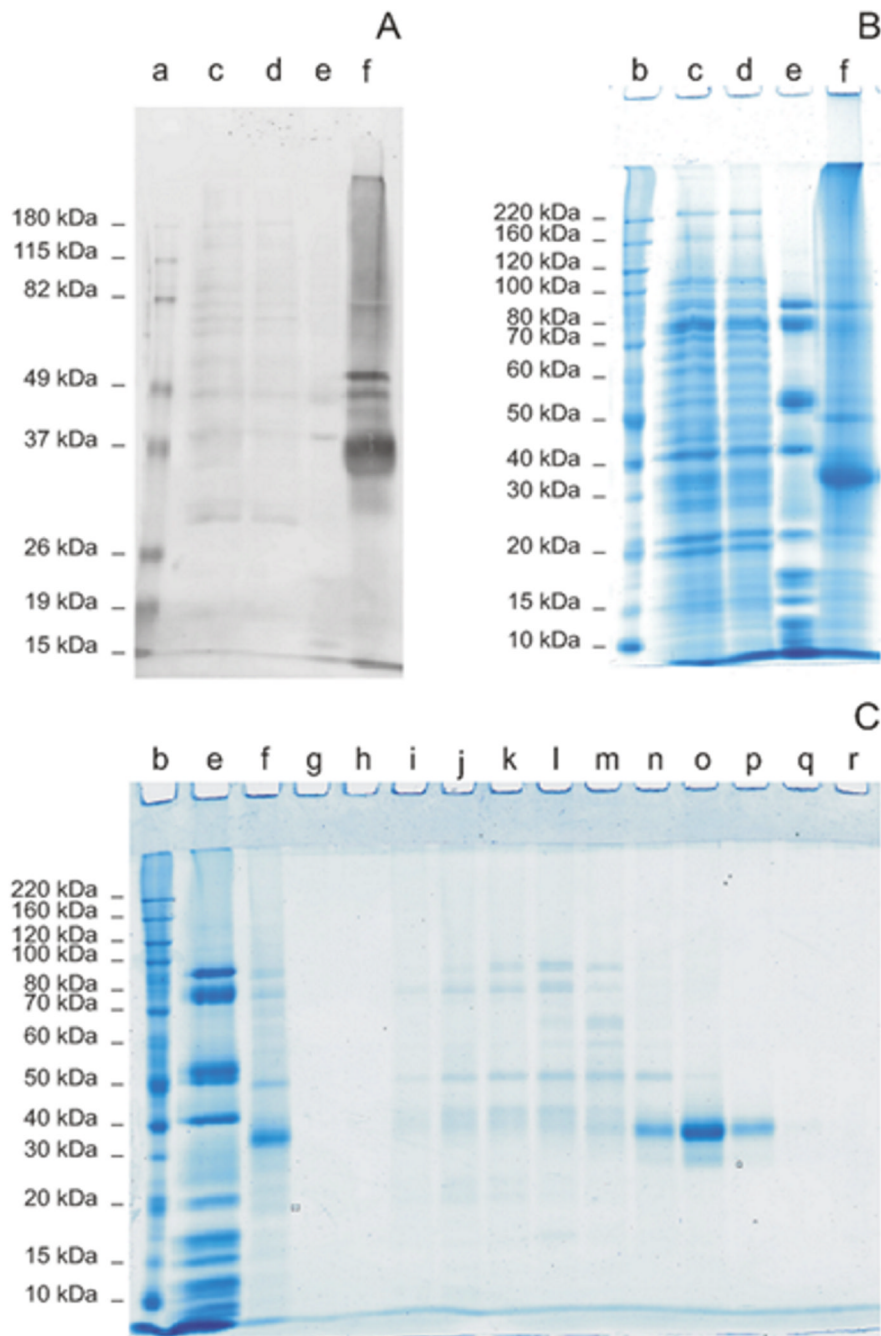 A
a c d e f
180 kDa
115 kDa
82 kDa
49 kDa
37 kDa
26 kDa
19 kDa
15 kDa
B
b c d e f
220 kDa
160 kDa
120 kDa
100 kDa
80 kDa
70 kDa
60 kDa
50 kDa
40 kDa
30 kDa
20 kDa
15 kDa
10 kDa
C
b e f g h i j k l m n o p q r
220 kDa
160 kDa
120 kDa
100 kDa
80 kDa
70 kDa
60 kDa
50 kDa
40 kDa
30 kDa
20 kDa
15 kDa
10 kDa